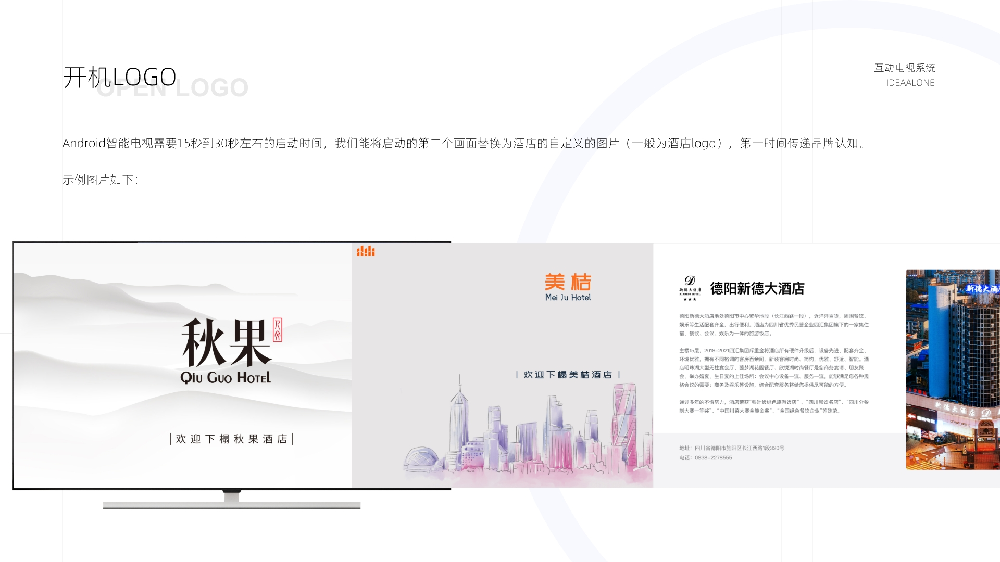 开机LOGO
OPEN LOGO
互动电视系统
IDEAALONE
Android智能电视需要15秒到30秒左右的启动时间，我们能将启动的第二个画面替换为酒店的自定义的图片（一般为酒店logo），第一时间传递品牌认知。
示例图片如下：
秋果
QIU GUO HOTEL
|欢迎下榻秋果酒店|
美桔
Mei Ju Hotel
|欢迎下榻美桔酒店|
新德大酒店
XINDEDA HOTEL
德阳新德大酒店
德阳新德大酒店地处德阳市中心繁华地段（长江西路一段），近洋洋百货，周围餐饮、
娱乐等生活配套齐全，出行便利。酒店为四川省优秀民营企业四汇集团旗下的一家集住
宿、餐饮、会议、娱乐为一体的旅游饭店。
主楼15层，2018-2021四汇集团斥重金将酒店所有硬件升级后，设备先进、配套齐全、
环境优雅，拥有不同格调的客房百余间，新装客房时尚、简约，优雅、舒适、智能。酒
店明珠湖大型无柱宴会厅、茵梦湖花园餐厅、欣悦湖时尚餐厅是您商务宴请、朋友聚
会、举办婚宴、生日宴的上佳场所；会议中心设备一流、服务一流，能够满足您各种规
格会议的需要；商务及娱乐等设施，综合配套服务将给您提供尽可能的方便。
通过多年的不懈努力，酒店荣获“银叶级绿色旅游饭店”、“四川餐饮名店”、“四川分餐
制大赛一等奖”、“中国川菜大赛全能金奖”、“全国绿色餐饮企业”等殊荣。
地址：四川省德阳市旌阳区长江西路1段320号
电话：0838-2278555
新德大酒
新德大酒店